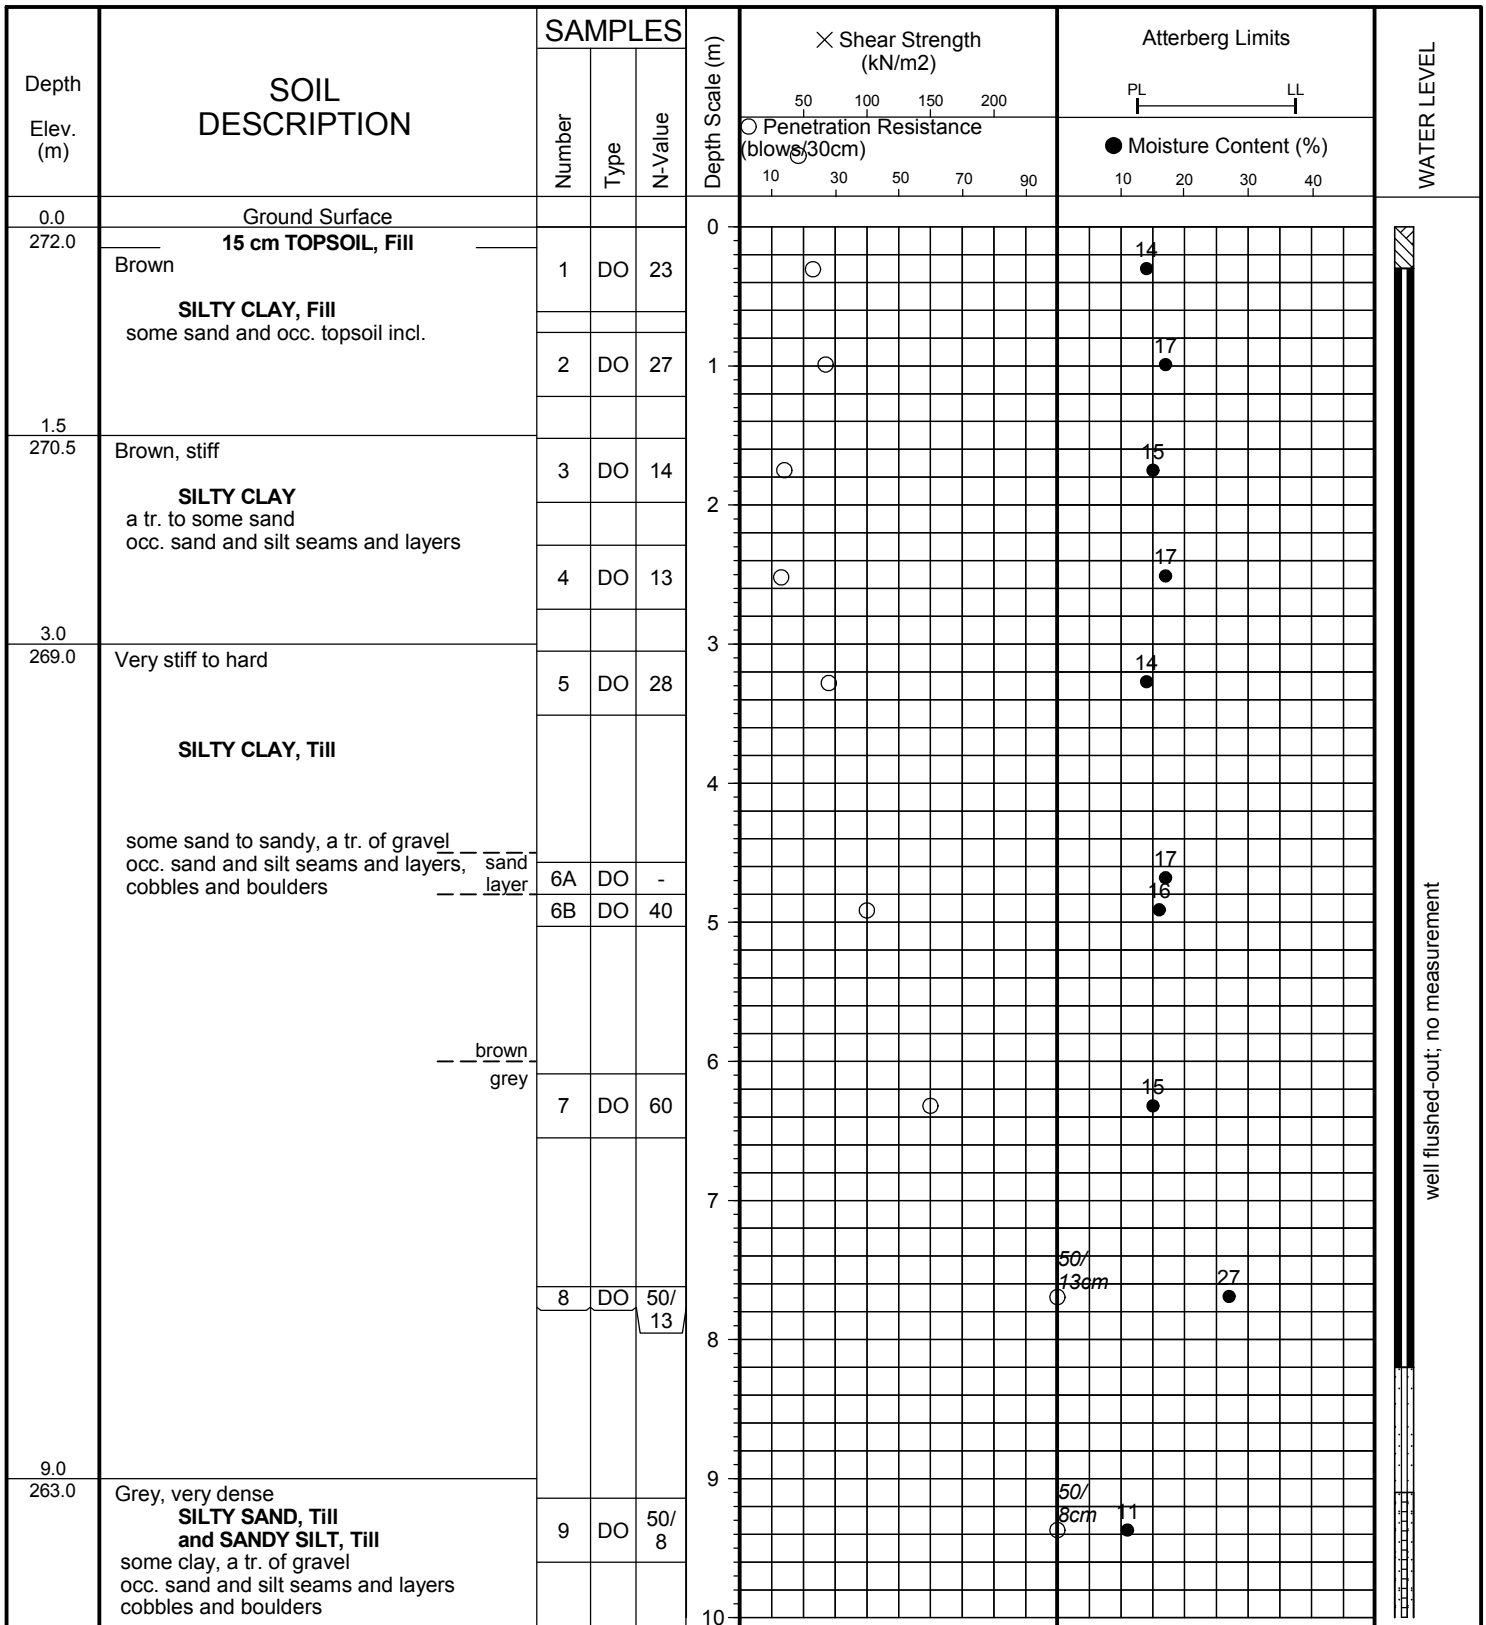 Depth
Elev.
(m)
SOIL
DESCRIPTION
SAMPLES
Number
Type
N-Value
Depth Scale (m)
× Shear Strength
(kN/m2)
50 100 150 200
Penetration Resistance
(blows/30cm)
10 30 50 70 90
Atterberg Limits
PL LL
Moisture Content (%)
10 20 30 40
WATER LEVEL
0.0 Ground Surface
0
272.0 15 cm TOPSOIL, Fill
Brown
1 DO 23
14
SILTY CLAY, Fill
some sand and occ. topsoil incl.
2 DO 27
1
17
1.5
270.5 Brown, stiff
3 DO 14
15
SILTY CLAY
a tr. to some sand
2
occ. sand and silt seams and layers
4 DO 13
17
3.0
3
269.0 Very stiff to hard
5 DO 28
14
SILTY CLAY, Till
4
some sand to sandy, a tr. of gravel
occ. sand and silt seams and layers,
cobbles and boulders
sand
layer
6A DO -
17
6B DO 40
16
5
brown
6
grey
7 DO 60
15
7
8 DO 50/
13
50/
13cm
27
8
9.0
9
263.0 Grey, very dense
SILTY SAND, Till
and SANDY SILT, Till
some clay, a tr. of gravel
occ. sand and silt seams and layers
cobbles and boulders
9 DO 50/
8
50/
8cm
11
10
well flushed-out; no measurement